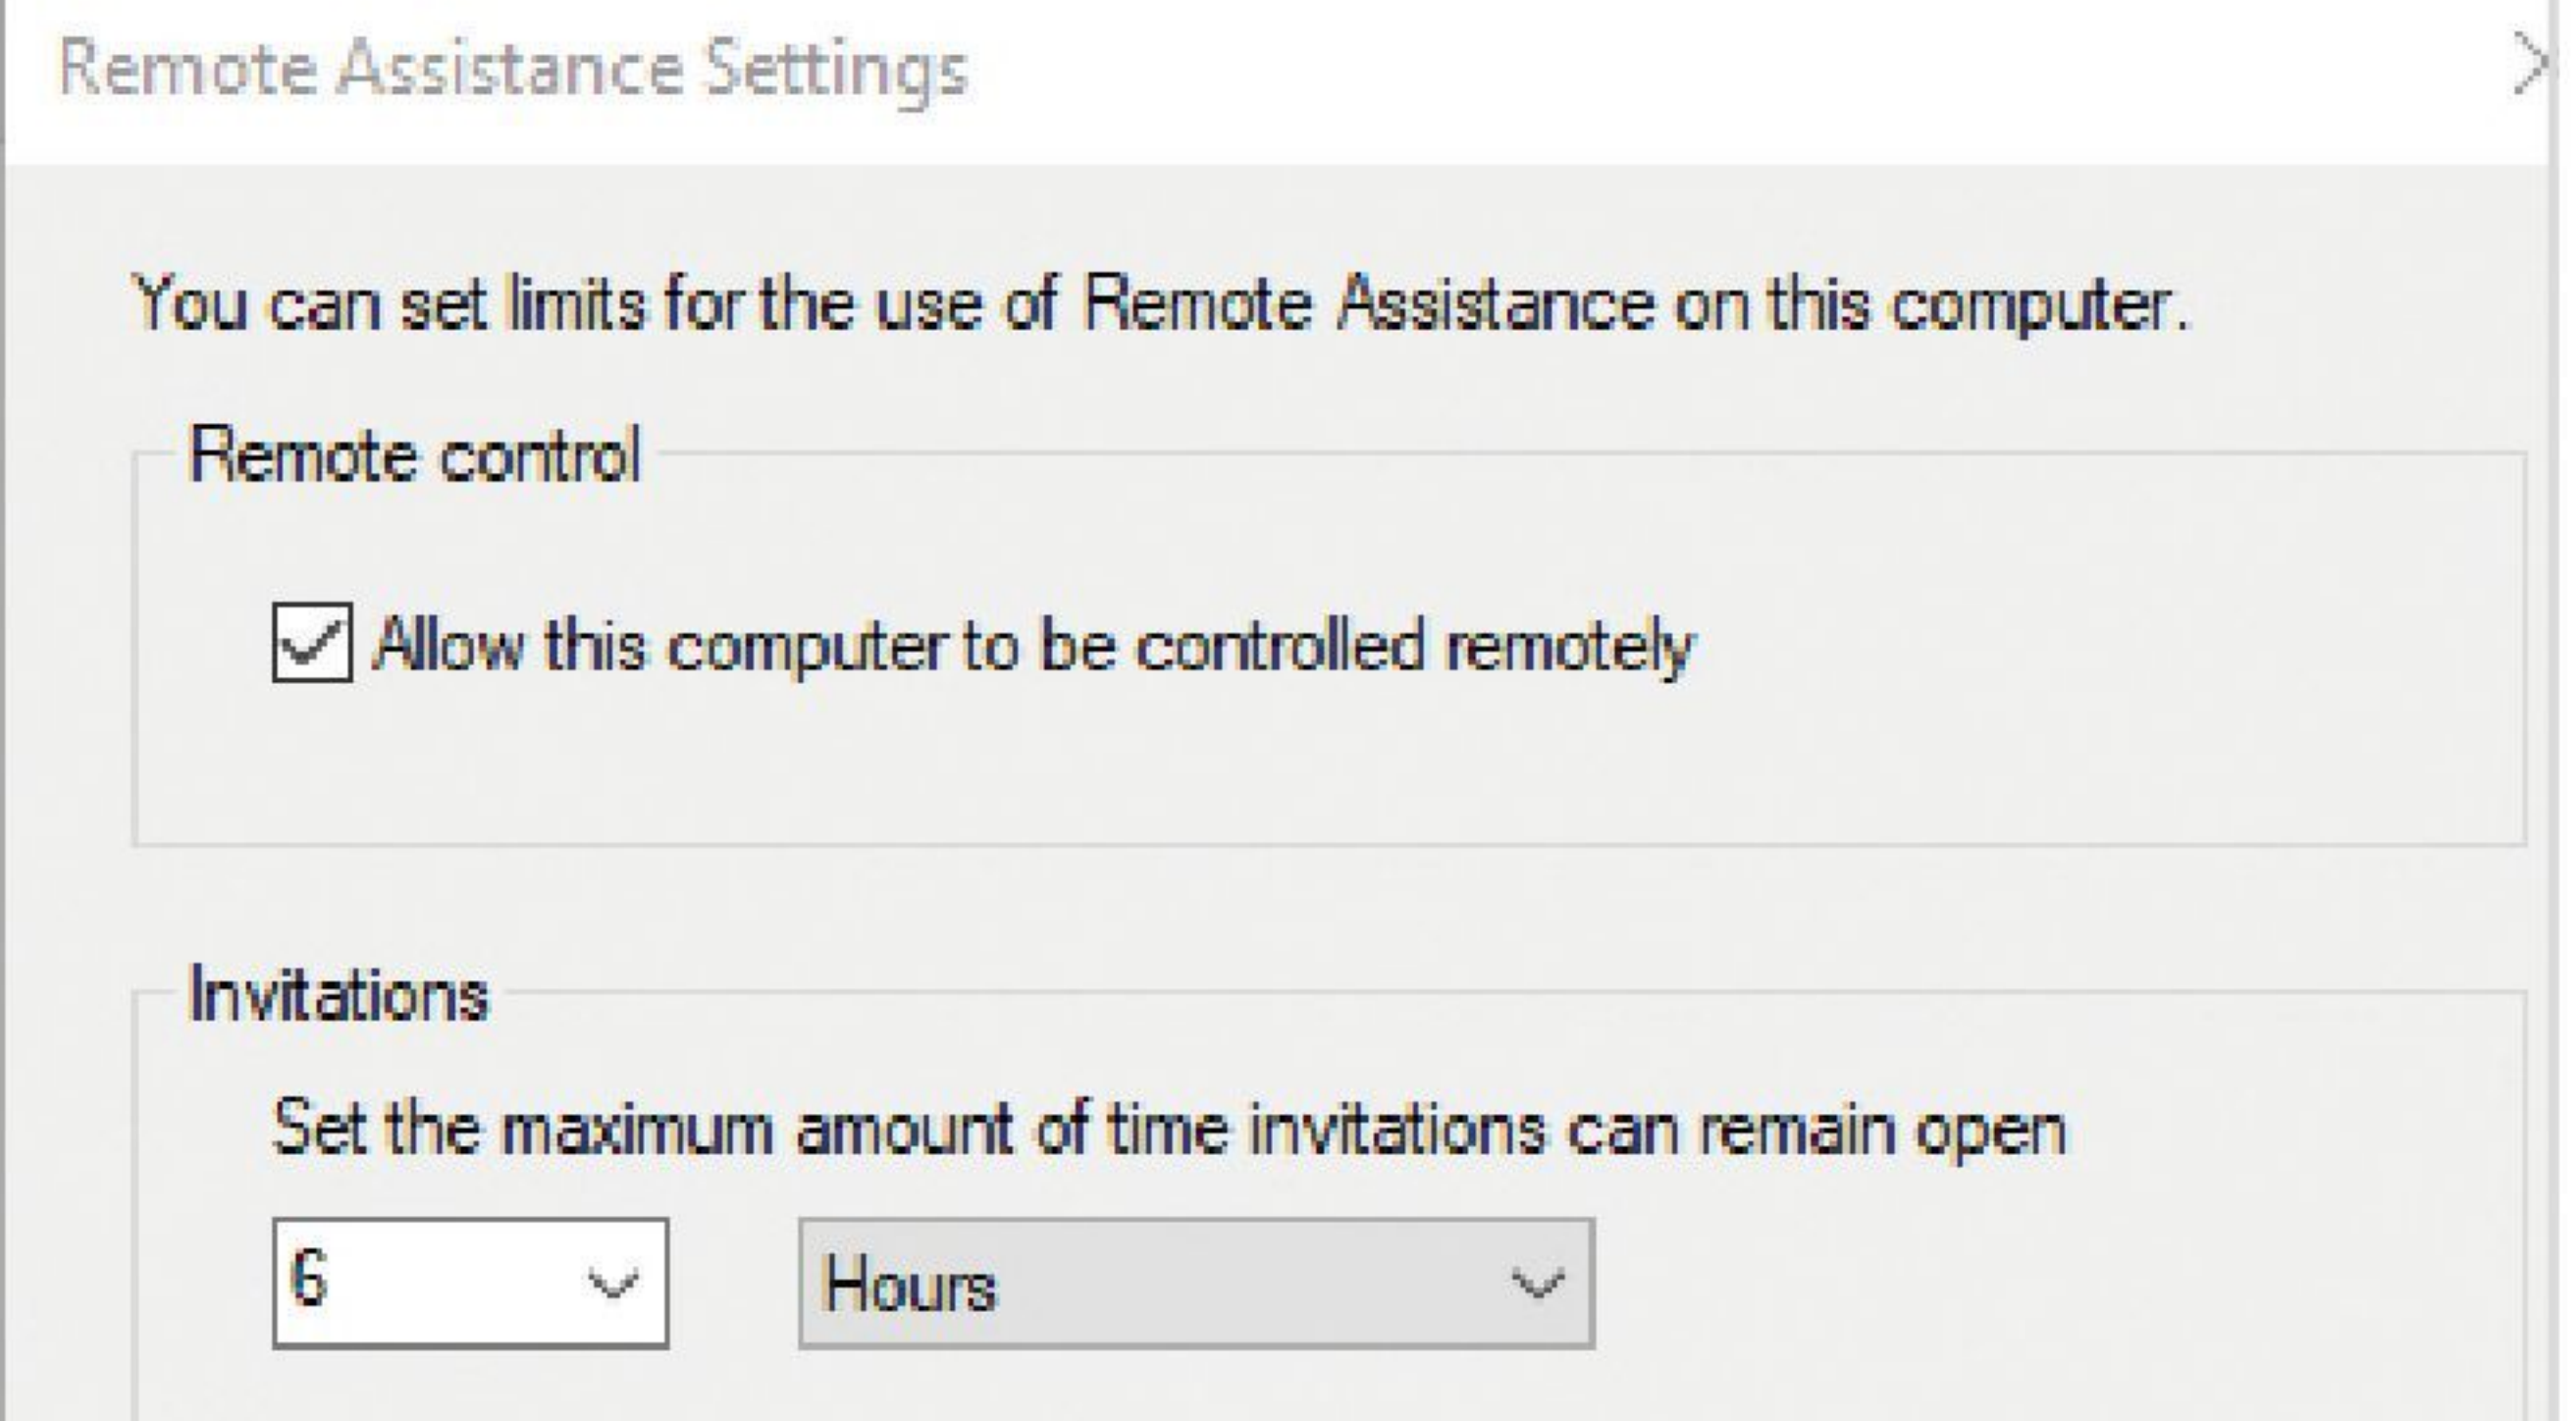 Remote Assistance Settings
You can set limits for the use of Remote Assistance on this computer.
Remote control
Allow this computer to be controlled remotely
Invitations
Set the maximum amount of time invitations can remain open
6 Hours